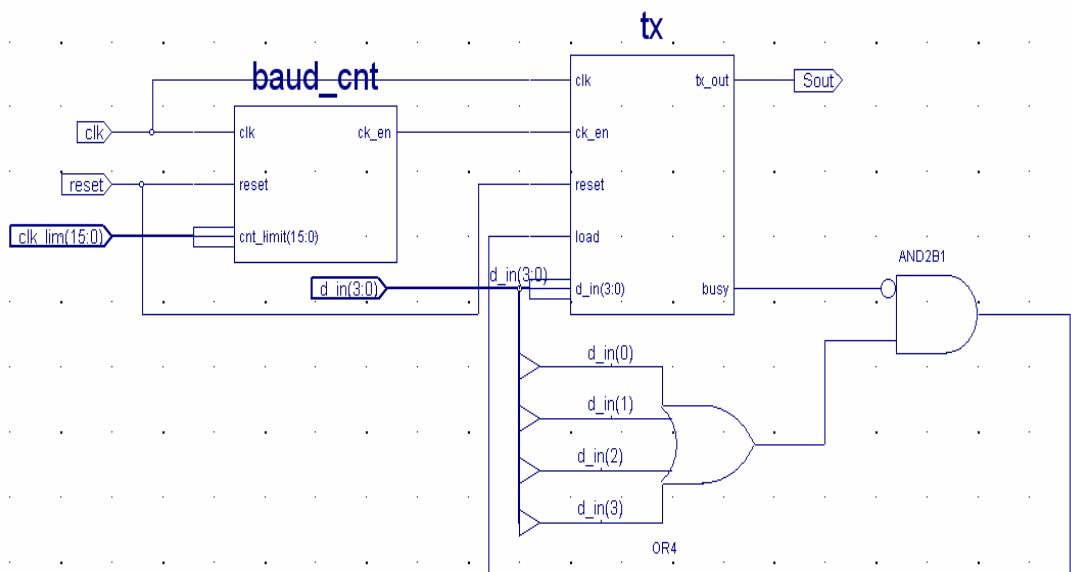 tx
baud_cnt
clk
tx_out
Sout
clk
clk
ck_en
ck_en
reset
reset
reset
clk_lim(15:0)
cnt_limit(15:0)
load
AND2B1
d_in(3:0)
d_in(3:0)
d_in(3:0)
busy
d_in(0)
d_in(1)
d_in(2)
d_in(3)
OR4